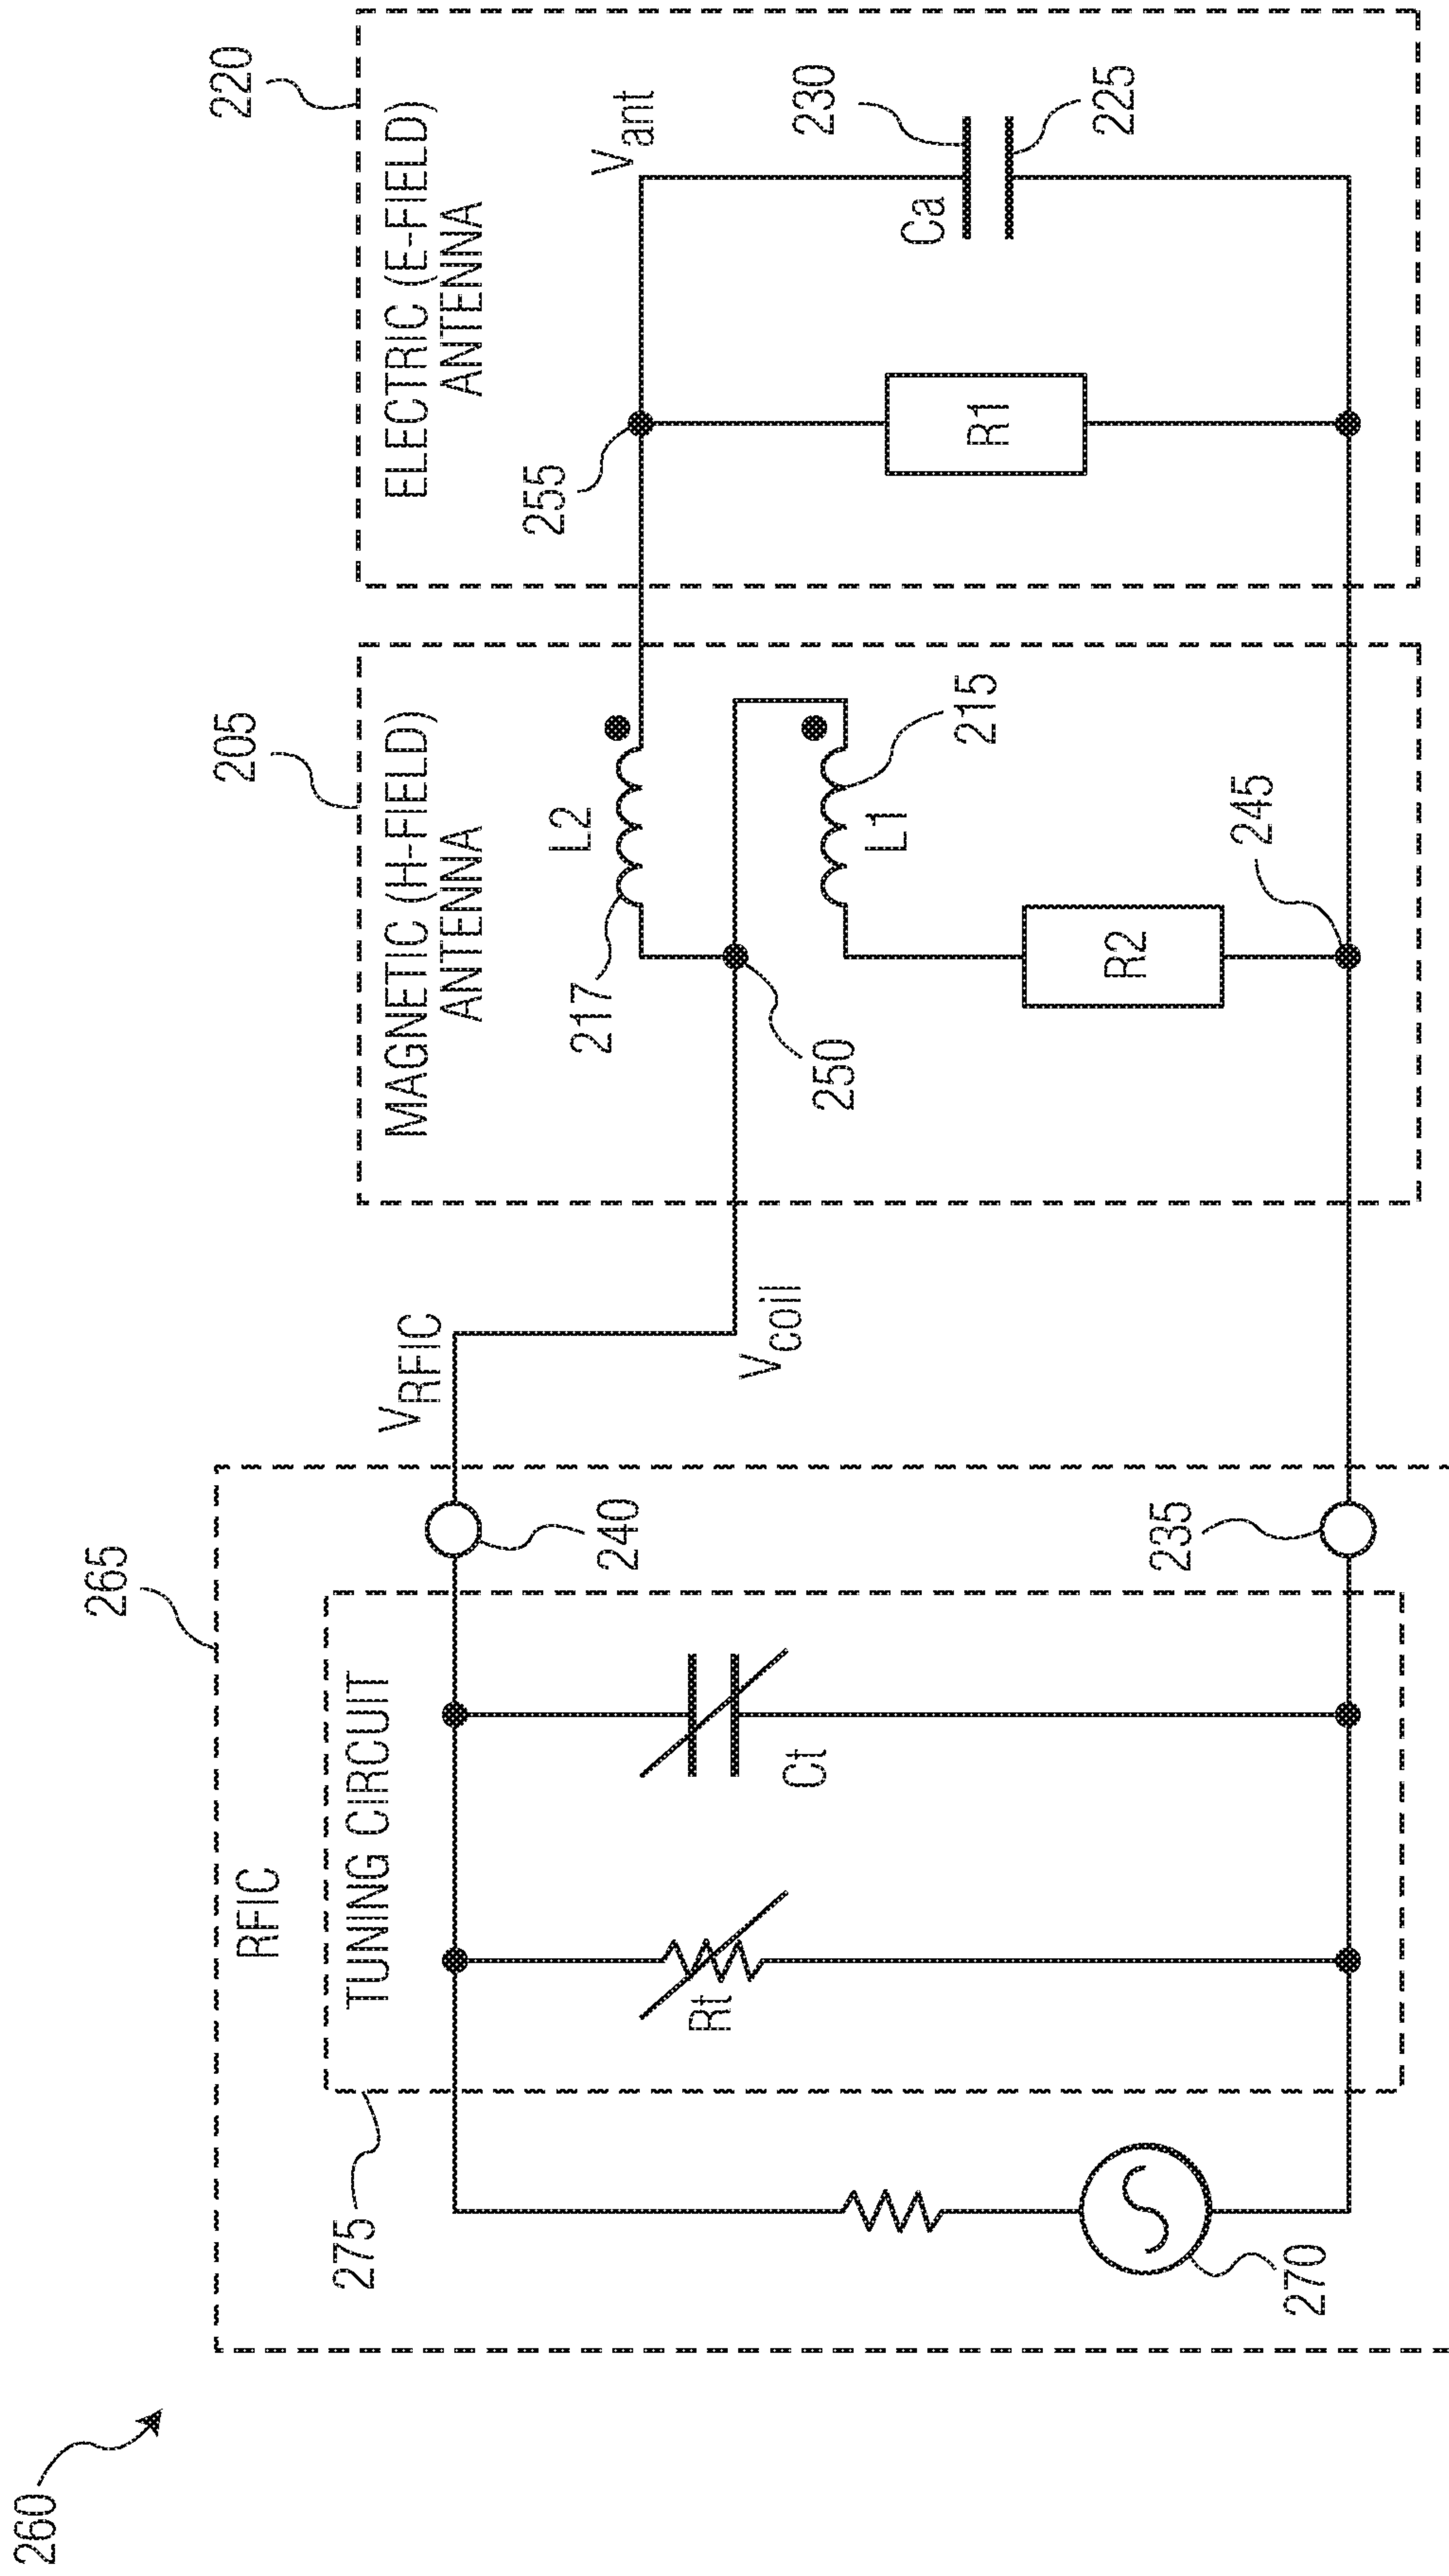 260
265
RFIC
275
TUNING CIRCUIT
Rt
Ct
270
240
235
VRFIC
Vcoil
205
MAGNETIC (H-FIELD)
ANTENNA
217
L2
250
L1
215
R2
245
220
ELECTRIC (E-FIELD)
ANTENNA
255
Vant
R1
Ca
230
225